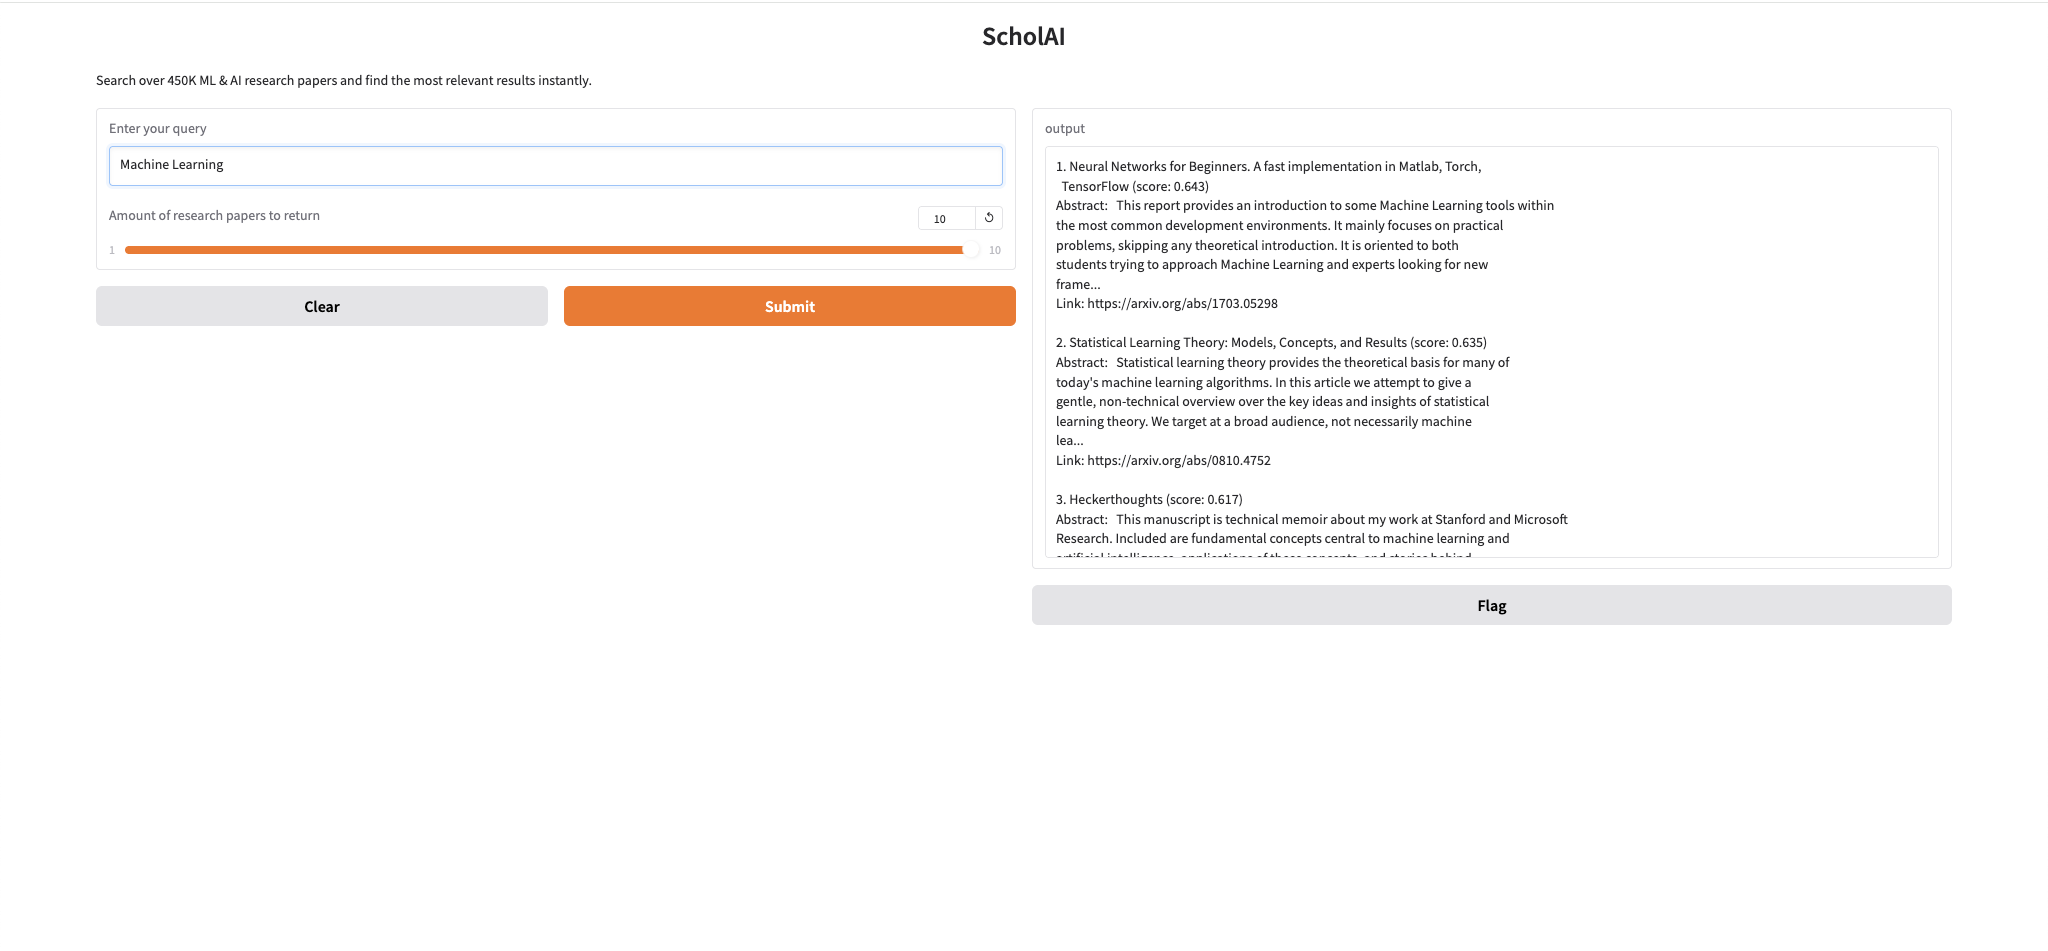 ScholAI
Search over 450K ML & AI research papers and find the most relevant results instantly.
Enter your query
Machine Learning
Amount of research papers to return
10
1
10
Clear
Submit
output
1. Neural Networks for Beginners. A fast implementation in Matlab, Torch,
TensorFlow (score: 0.643)
Abstract: This report provides an introduction to some Machine Learning tools within
the most common development environments. It mainly focuses on practical
problems, skipping any theoretical introduction. It is oriented to both
students trying to approach Machine Learning and experts looking for new
frame...
Link: https://arxiv.org/abs/1703.05298
2. Statistical Learning Theory: Models, Concepts, and Results (score: 0.635)
Abstract: Statistical learning theory provides the theoretical basis for many of
today's machine learning algorithms. In this article we attempt to give a
gentle, non-technical overview over the key ideas and insights of statistical
learning theory. We target at a broad audience, not necessarily machine
lea...
Link: https://arxiv.org/abs/0810.4752
3. Heckerthoughts (score: 0.617)
Abstract: This manuscript is technical memoir about my work at Stanford and Microsoft
Research. Included are fundamental concepts central to machine learning and
artificial intelligence, applications of these concepts, and stories behind
Flag